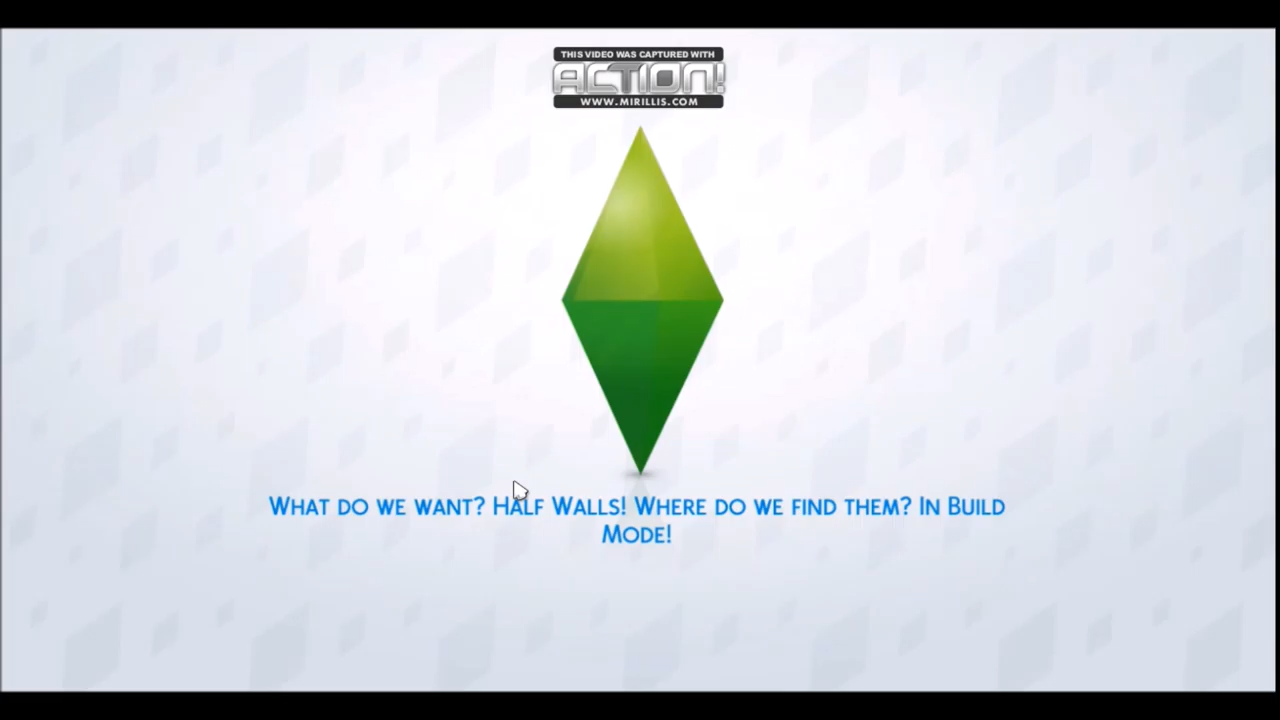 THIS VIDEO WAS CAPTURED WITH
ACTION!
WWW.MIRILLIS.COM
WHAT DO WE WANT? HALF WALLS! WHERE DO WE FIND THEM? IN BUILD
MODE!